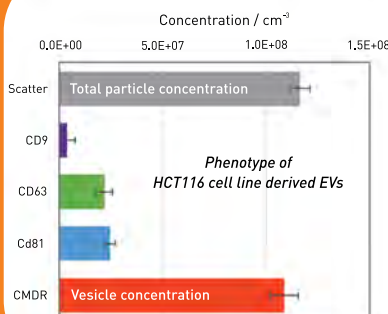 Concentration / cm⁻³
0.0E+00 5.0E+07 1.0E+08 1.5E+08
Scatter Total particle concentration
CD9
Phenotype of
HCT116 cell line derived EVs
CD63
Cd81
CMDR Vesicle concentration